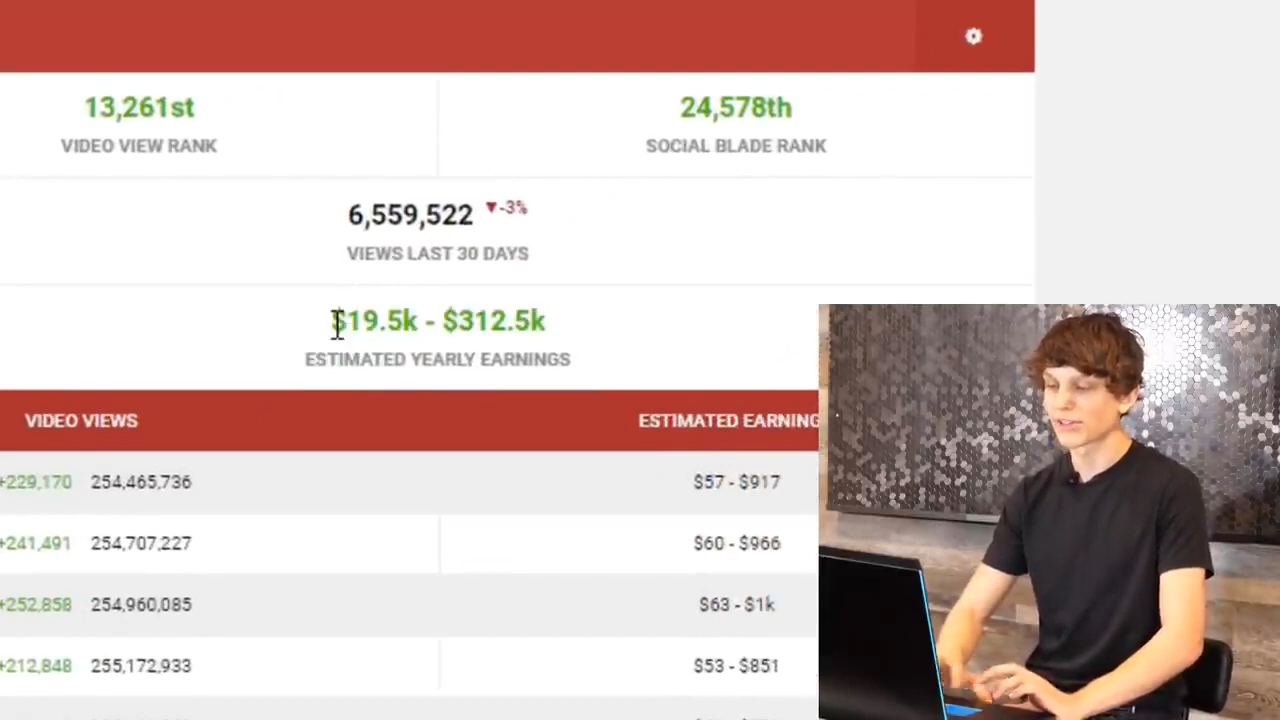 13,261st
VIDEO VIEW RANK
24,578th
SOCIAL BLADE RANK
6,559,522 ▼-3%
VIEWS LAST 30 DAYS
$19.5k - $312.5k
ESTIMATED YEARLY EARNINGS
VIDEO VIEWS ESTIMATED EARNING
+229,170 254,465,736 $57 - $917
+241,491 254,707,227 $60 - $966
+252,858 254,960,085 $63 - $1k
+212,848 255,172,933 $53 - $851